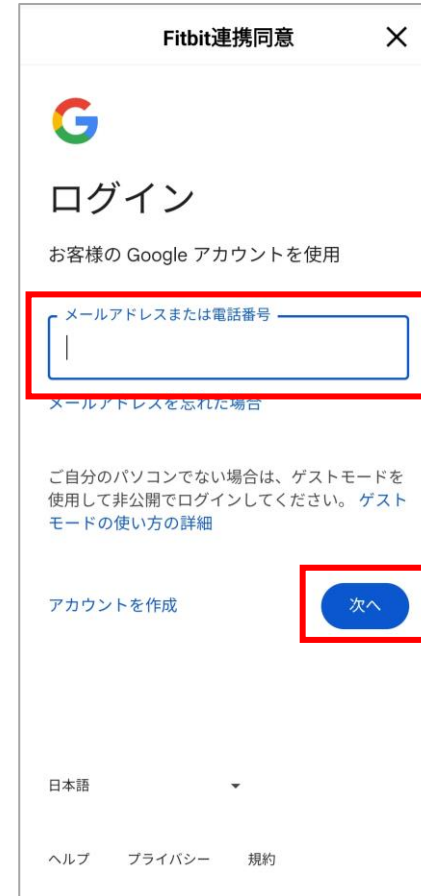 Fitbit連携同意
ログイン
お客様の Google アカウントを使用
メールアドレスまたは電話番号
メールアドレスを忘れた場合
ご自分のパソコンでない場合は、ゲストモードを
使用して非公開でログインしてください。 ゲスト
モードの使い方の詳細
アカウントを作成
次へ
日本語
ヘルプ プライバシー 規約